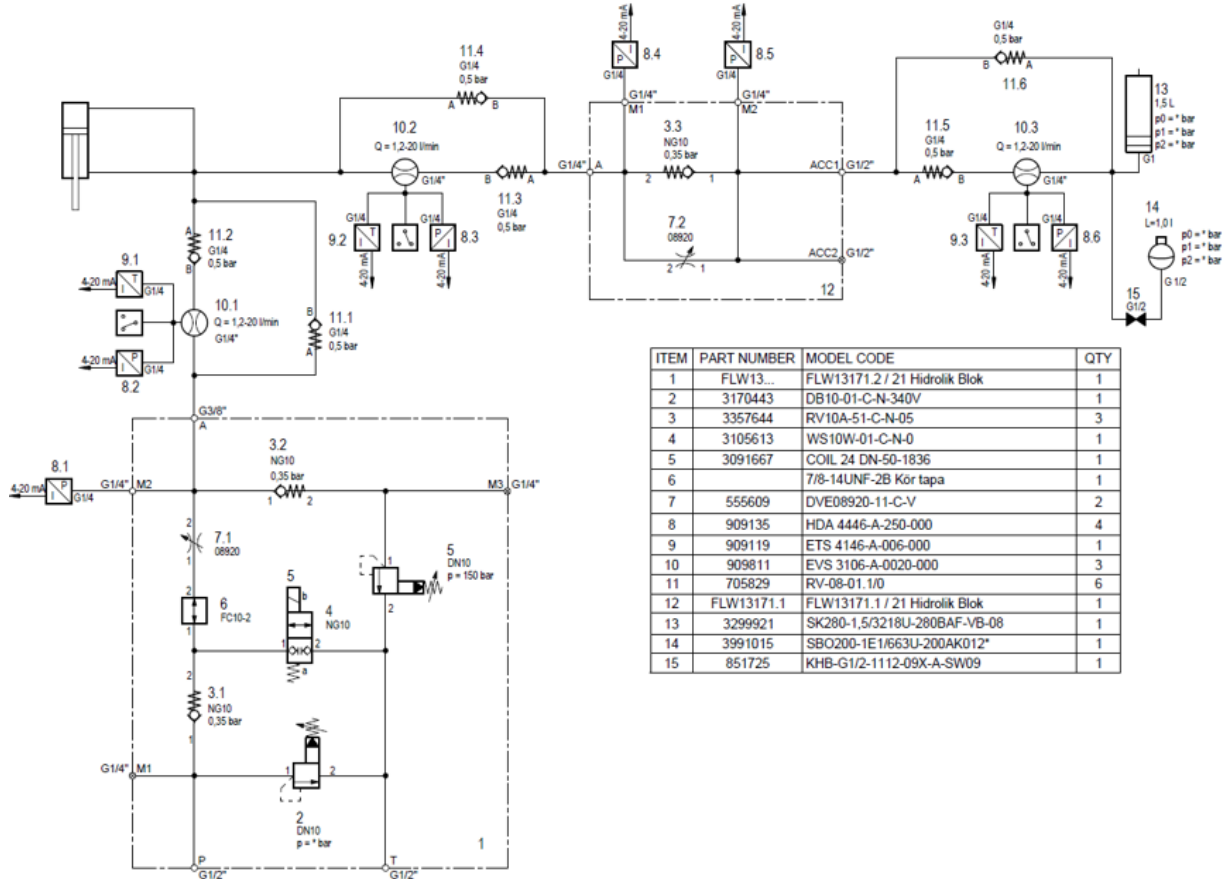 4-20 mA
8.4
G1/4
4-20 mA
8.5
G1/4
G1/4
0,5 bar
B
A
11.6
11.4
G1/4
0,5 bar
A
B
G1/4"
M1
G1/4"
M2
13
1,5 L
p0 = * bar
p1 = * bar
p2 = * bar
G1
10.2
Q = 1,2-20 l/min
G1/4"
B
A
11.3
G1/4
0,5 bar
G1/4"
A
3.3
NG10
0,35 bar
2
1
ACC1
G1/2"
11.5
G1/4
0,5 bar
A
B
10.3
Q = 1,2-20 l/min
G1/4"
14
L=1,0 l
p0 = * bar
p1 = * bar
p2 = * bar
G 1/2
15
G1/2
9.2
G1/4
4-20 mA
G1/4
8.3
4-20 mA
7.2
08920
2
1
ACC2
G1/2"
12
9.3
G1/4
4-20 mA
G1/4
8.6
4-20 mA
A
11.2
G1/4
0,5 bar
B
9.1
4-20 mA
G1/4
10.1
Q = 1,2-20 l/min
G1/4"
4-20 mA
G1/4
8.2
B
11.1
G1/4
0,5 bar
A
G3/8"
A
8.1
4-20 mA
G1/4
G1/4"
M2
3.2
NG10
0,35 bar
1
2
M3
G1/4"
2
7.1
08920
1
5
DN10
p = 150 bar
1
2
2
6
FC10-2
1
5
b
4
NG10
1
2
a
2
3.1
NG10
0,35 bar
1
G1/4"
M1
1
2
2
DN10
p = * bar
1
P
G1/2"
T
G1/2"
ITEM PART NUMBER MODEL CODE QTY
1 FLW13... FLW13171.2 / 21 Hidrolik Blok 1
2 3170443 DB10-01-C-N-340V 1
3 3357644 RV10A-51-C-N-05 3
4 3105613 WS10W-01-C-N-0 1
5 3091667 COIL 24 DN-50-1836 1
6 7/8-14UNF-2B Kör tapa 1
7 555609 DVE08920-11-C-V 2
8 909135 HDA 4446-A-250-000 4
9 909119 ETS 4146-A-006-000 1
10 909811 EVS 3106-A-0020-000 3
11 705829 RV-08-01.1/0 6
12 FLW13171.1 FLW13171.1 / 21 Hidrolik Blok 1
13 3299921 SK280-1,5/3218U-280BAF-VB-08 1
14 3991015 SBO200-1E1/663U-200AK012* 1
15 851725 KHB-G1/2-1112-09X-A-SW09 1